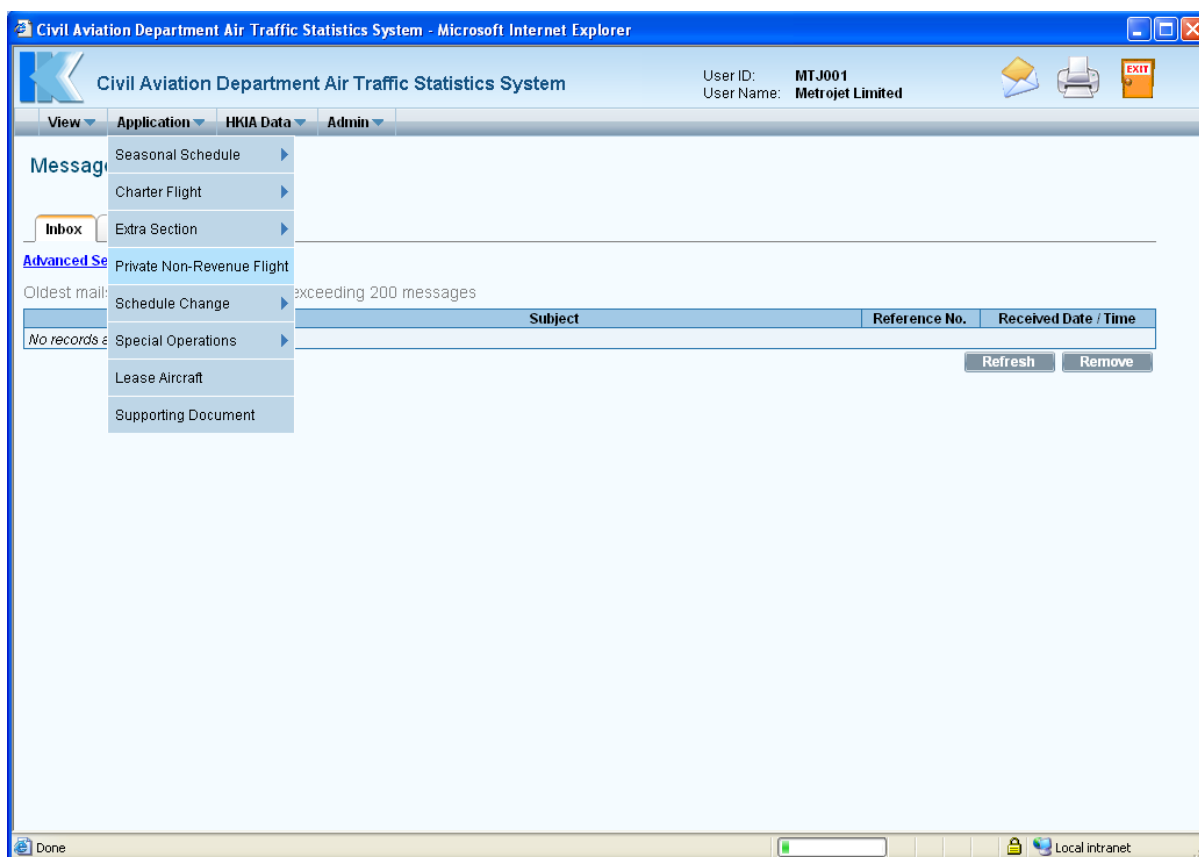 Civil Aviation Department Air Traffic Statistics System - Microsoft Internet Explorer
Civil Aviation Department Air Traffic Statistics System
User ID: MTJ001
User Name: Metrojet Limited
EXIT
View Application HKIA Data Admin
Messag
Seasonal Schedule
Charter Flight
Inbox
Extra Section
Advanced Se
Private Non-Revenue Flight
Oldest mail exceeding 200 messages
Schedule Change
Subject Reference No. Received Date / Time
No records a
Special Operations
Refresh Remove
Lease Aircraft
Supporting Document
Done
Local intranet